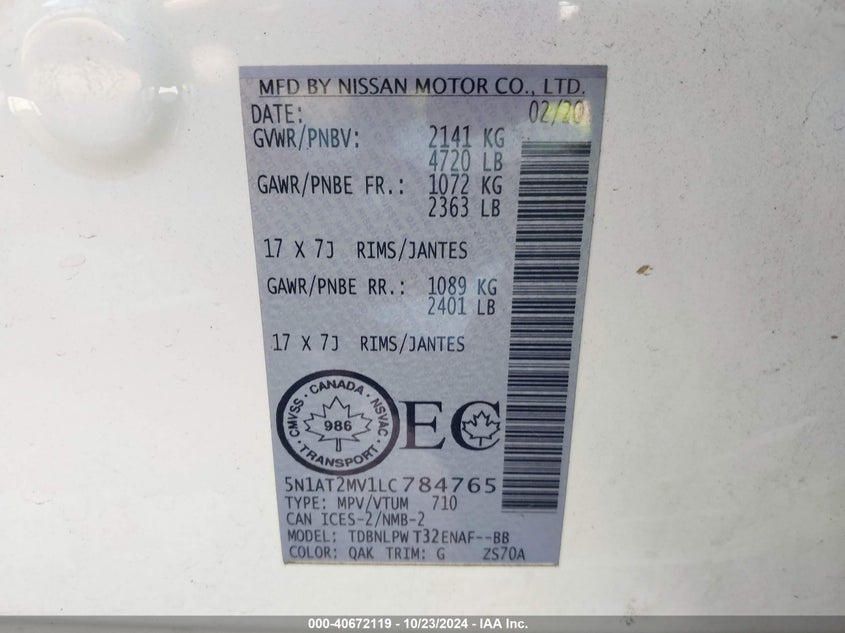 MFD BY NISSAN MOTOR CO., LTD.
DATE: 02/20
GVWR/PNBV: 2141 KG
4720 LB
GAWR/PNBE FR.: 1072 KG
2363 LB
17 X 7J RIMS/JANTES
GAWR/PNBE RR.: 1089 KG
2401 LB
17 X 7J RIMS/JANTES
CMVSS · CANADA · NSVAC · TRANSPORT ·
986
EC
5N1AT2MV1LC784765
TYPE: MPV/VTUM 710
CAN ICES-2/NMB-2
MODEL: TDBNLPW T32ENAF--BB
COLOR: QAK TRIM: G ZS70A
000-40672119 - 10/23/2024 - IAA Inc.